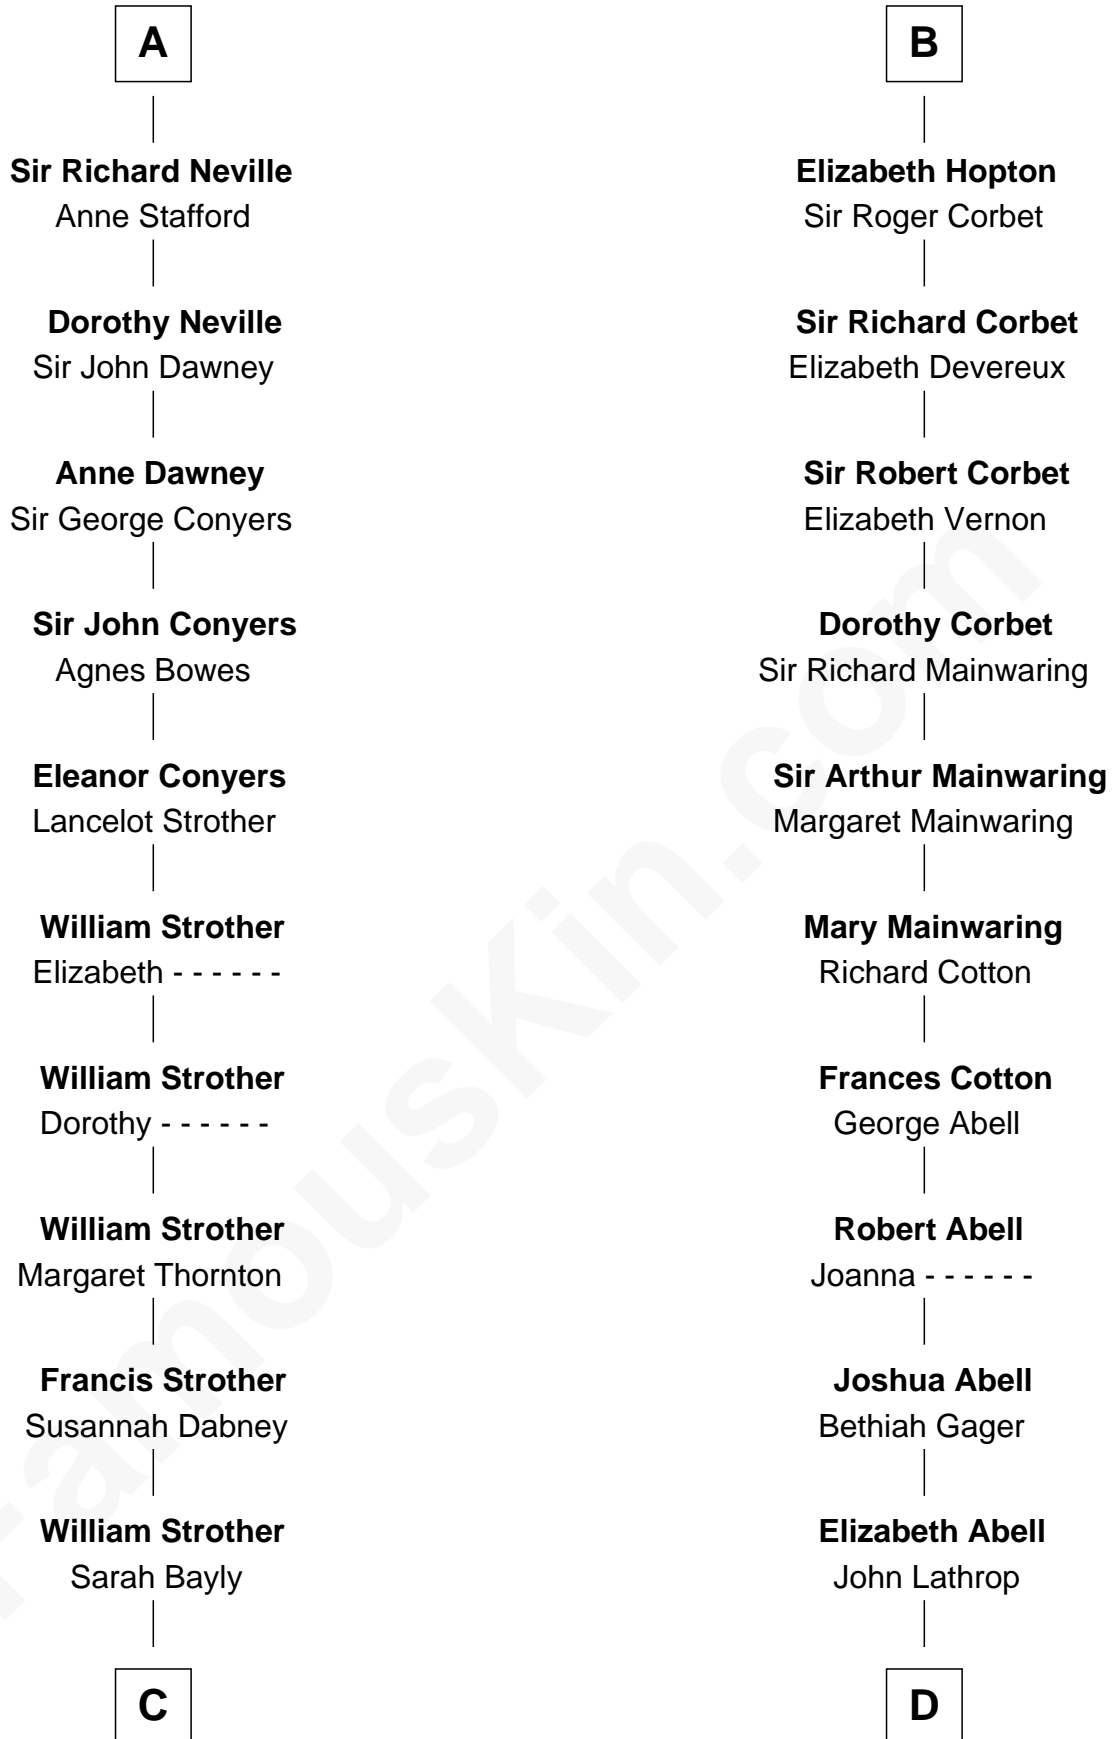 A
Sir Richard Neville
Anne Stafford
Dorothy Neville
Sir John Dawney
Anne Dawney
Sir George Conyers
Sir John Conyers
Agnes Bowes
Eleanor Conyers
Lancelot Strother
William Strother
Elizabeth - - - - - -
William Strother
Dorothy - - - - - -
William Strother
Margaret Thornton
Francis Strother
Susannah Dabney
William Strother
Sarah Bayly
C
B
Elizabeth Hopton
Sir Roger Corbet
Sir Richard Corbet
Elizabeth Devereux
Sir Robert Corbet
Elizabeth Vernon
Dorothy Corbet
Sir Richard Mainwaring
Sir Arthur Mainwaring
Margaret Mainwaring
Mary Mainwaring
Richard Cotton
Frances Cotton
George Abell
Robert Abell
Joanna - - - - - -
Joshua Abell
Bethiah Gager
Elizabeth Abell
John Lathrop
D
FamousKin.com